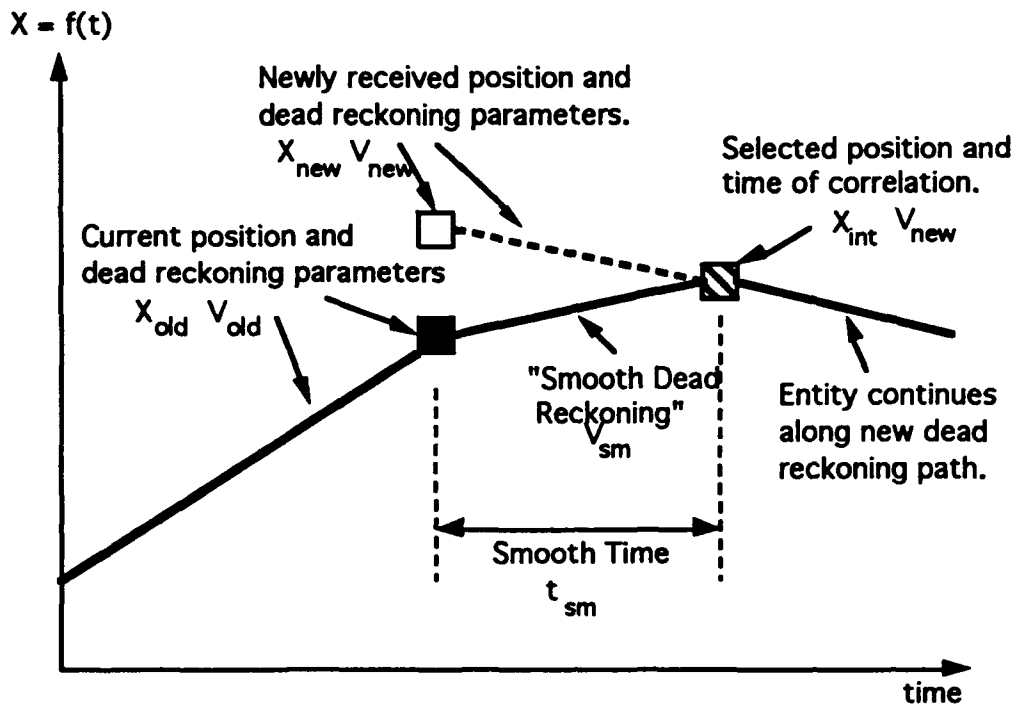 X = f(t)
Newly received position and
dead reckoning parameters.
X_new V_new
Selected position and
time of correlation.
X_int V_new
Current position and
dead reckoning parameters
X_old V_old
"Smooth Dead
Reckoning"
V_sm
Entity continues
along new dead
reckoning path.
Smooth Time
t_sm
time